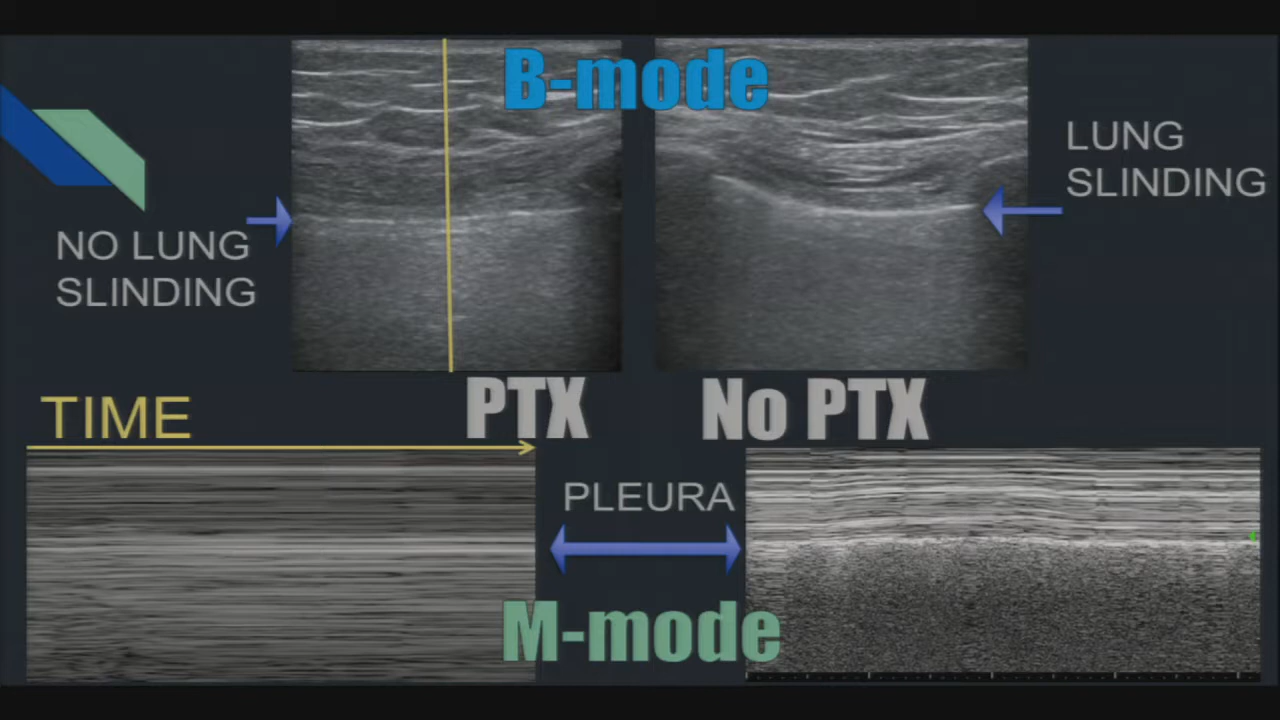 B-mode
LUNG
SLINDING
NO LUNG
SLINDING
PTX
No PTX
TIME
PLEURA
M-mode